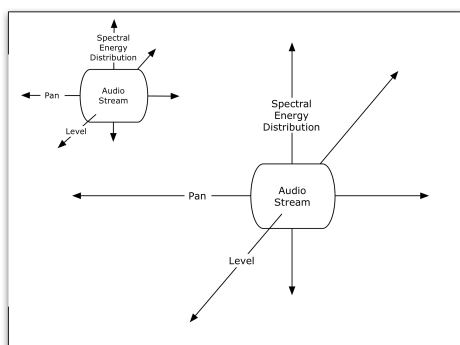 Spectral
Energy
Distribution
Pan
Audio
Stream
Level
Spectral
Energy
Distribution
Pan
Audio
Stream
Level